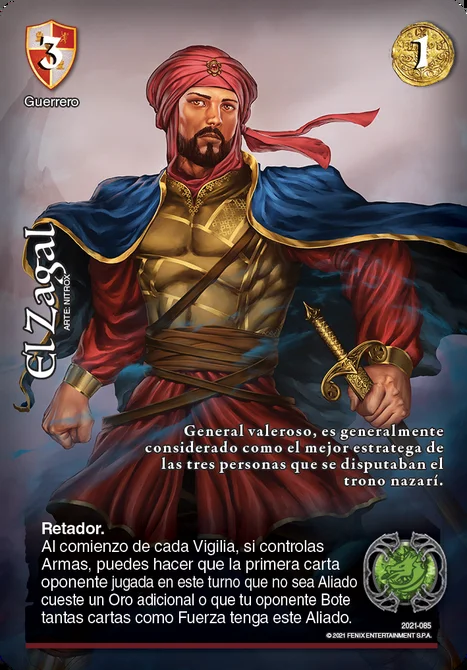 3
1
Guerrero
El Zagal
ARTE: NITROX
General valeroso, es generalmente
considerado como el mejor estratega de
las tres personas que se disputaban el
trono nazarí.
Retador.
Al comienzo de cada Vigilia, si controlas
Armas, puedes hacer que la primera carta
oponente jugada en este turno que no sea Aliado
cueste un Oro adicional o que tu oponente Bote
tantas cartas como Fuerza tenga este Aliado.
2021-085
©2021 FENIX ENTERTAINMENT S.P.A.